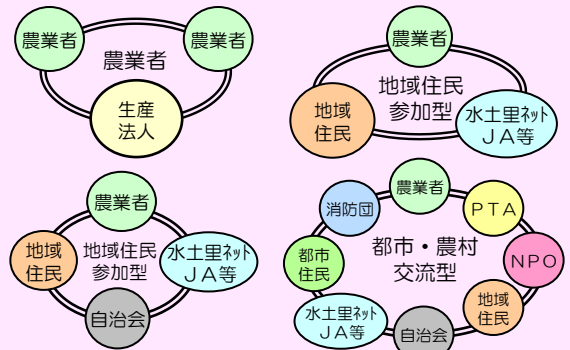 農業者
農業者
農業者
生産
法人
農業者
地域住民
参加型
地域
住民
水土里ネット
JA等
農業者
地域
住民
地域住民
参加型
水土里ネット
JA等
自治会
農業者
消防団
PTA
都市
住民
都市・農村
交流型
NPO
水土里ネット
JA等
地域
住民
自治会